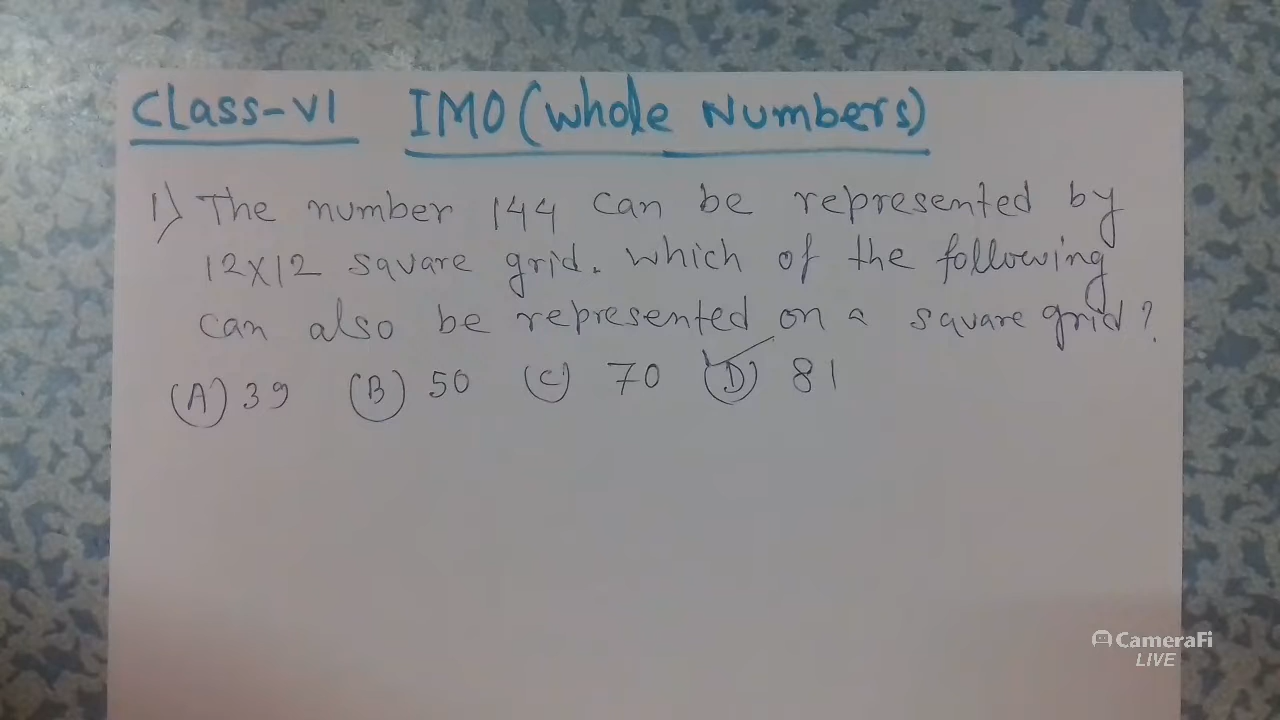 Class-VI IMO (Whole Numbers)
1) The number 144 can be represented by
12x12 square grid. Which of the following
can also be represented on a square grid?
(A) 39 (B) 50 (C) 70 (D) 81
CameraFi
LIVE